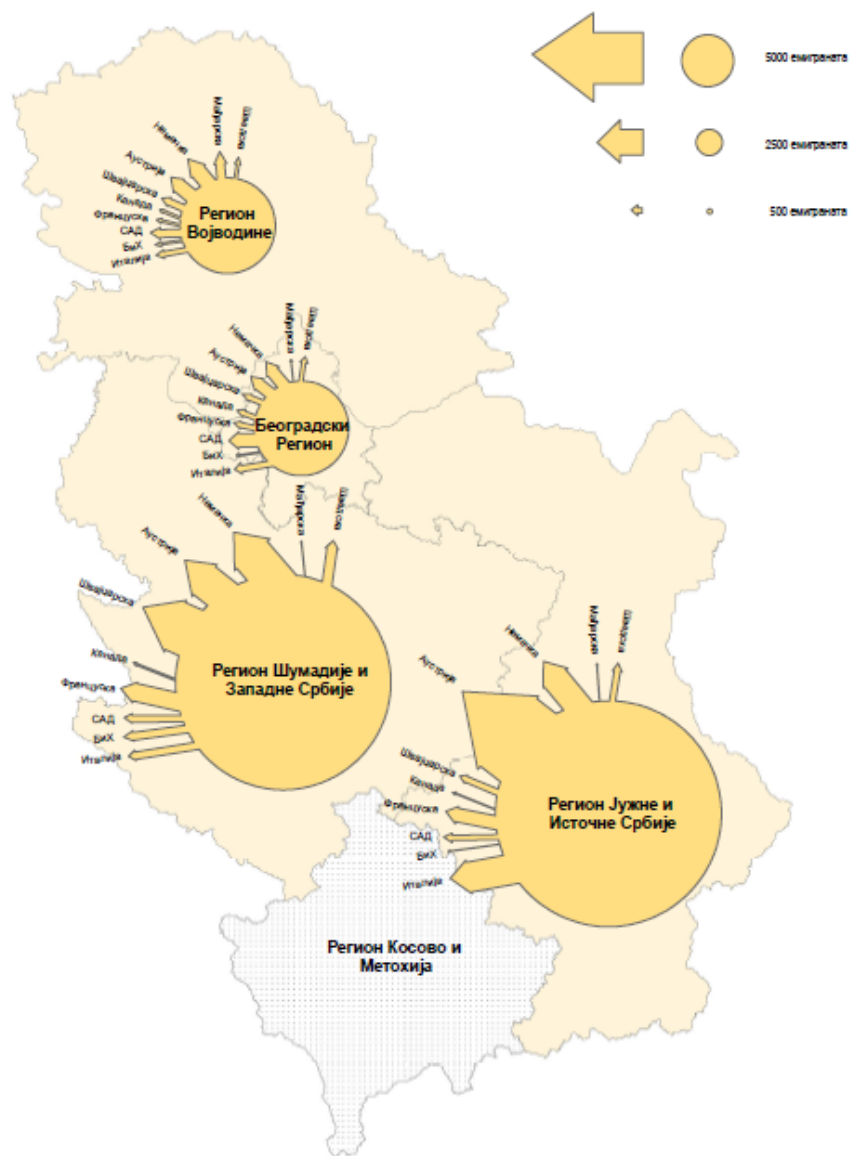 5000 емиграната
2500 емиграната
500 емиграната
Немачка
Мађарска
Шведска
Аустрија
Швајцарска
Канада
Француска
САД
БиХ
Италија
Регион
Војводине
Немачка
Мађарска
Шведска
Аустрија
Швајцарска
Канада
Француска
САД
БиХ
Италија
Београдски
Регион
Немачка
Мађарска
Шведска
Аустрија
Швајцарска
Канада
Француска
САД
БиХ
Италија
Регион Шумадије и
Западне Србије
Немачка
Мађарска
Шведска
Аустрија
Швајцарска
Канада
Француска
САД
БиХ
Италија
Регион Јужне и
Источне Србије
Регион Косово и
Метохија